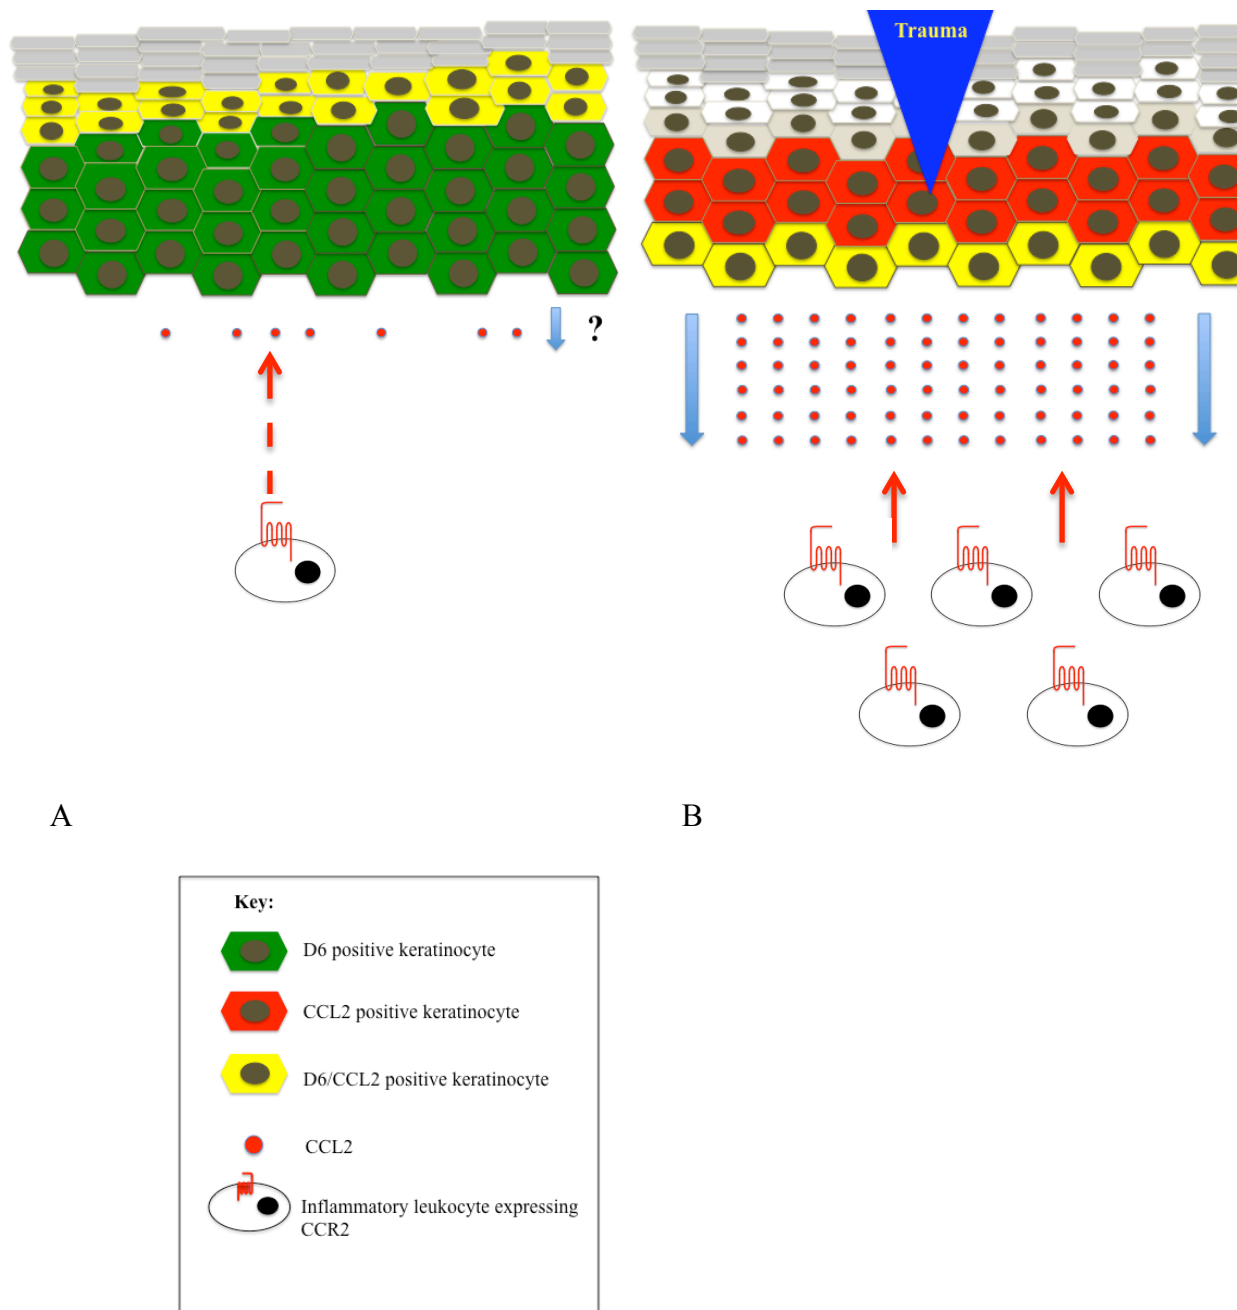 Trauma
?
A
B
Key:
D6 positive keratinocyte
CCL2 positive keratinocyte
D6/CCL2 positive keratinocyte
CCL2
Inflammatory leukocyte expressing
CCR2